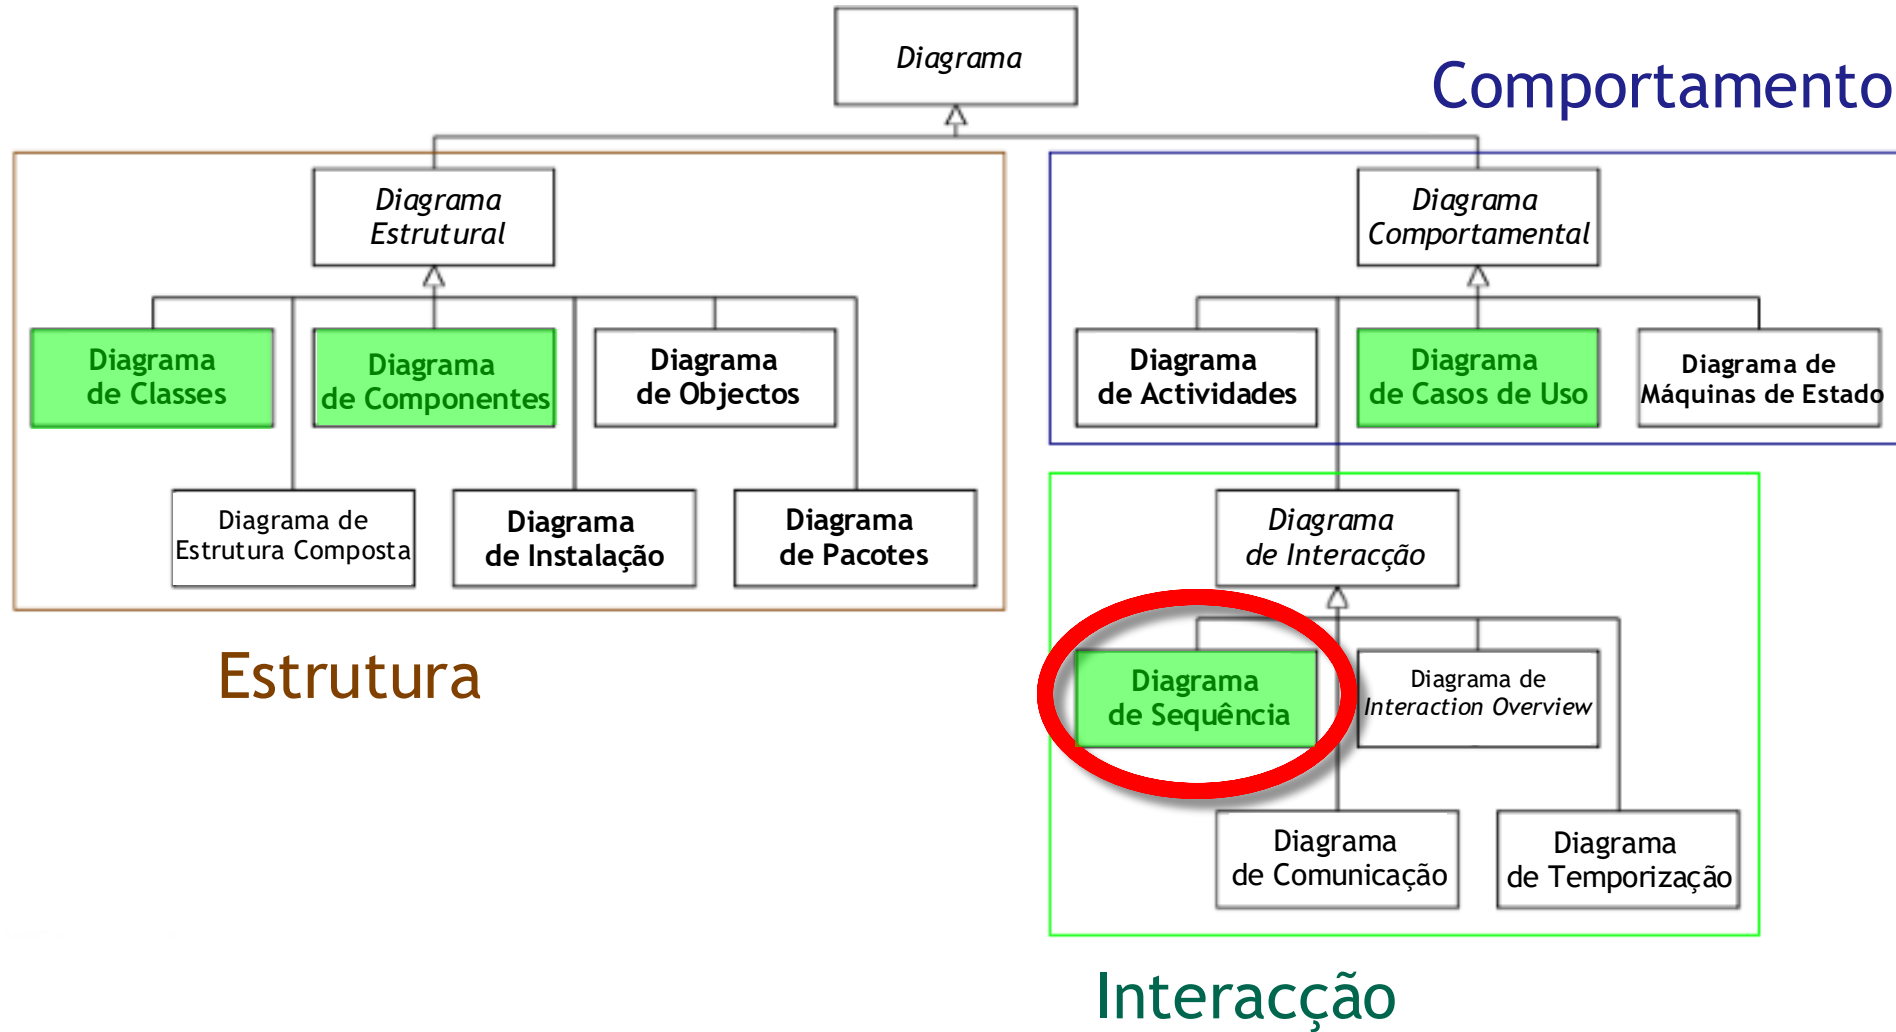 Diagrama
Comportamento
Diagrama
Estrutural
Diagrama
Comportamental
Diagrama
de Classes
Diagrama
de Componentes
Diagrama
de Objectos
Diagrama
de Actividades
Diagrama
de Casos de Uso
Diagrama de
Máquinas de Estado
Diagrama de
Estrutura Composta
Diagrama
de Instalação
Diagrama
de Pacotes
Diagrama
de Interacção
Estrutura
Diagrama
de Sequência
Diagrama de
Interaction Overview
Diagrama
de Comunicação
Diagrama
de Temporização
Interacção